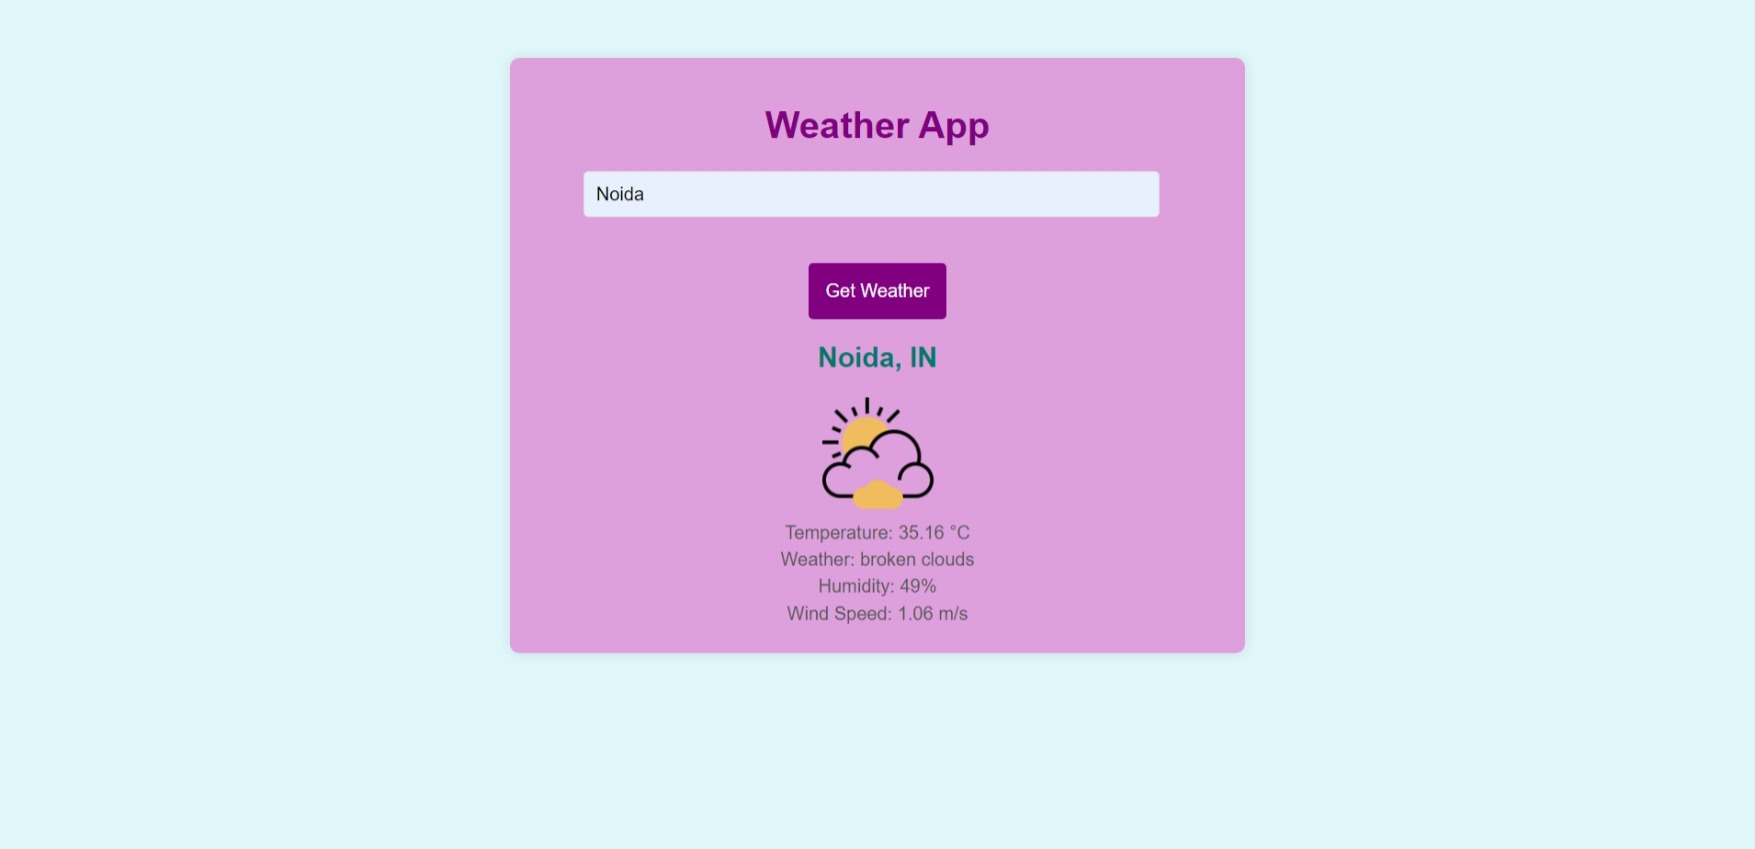 Weather App
Noida
Get Weather
Noida, IN
Temperature: 35.16 °C
Weather: broken clouds
Humidity: 49%
Wind Speed: 1.06 m/s